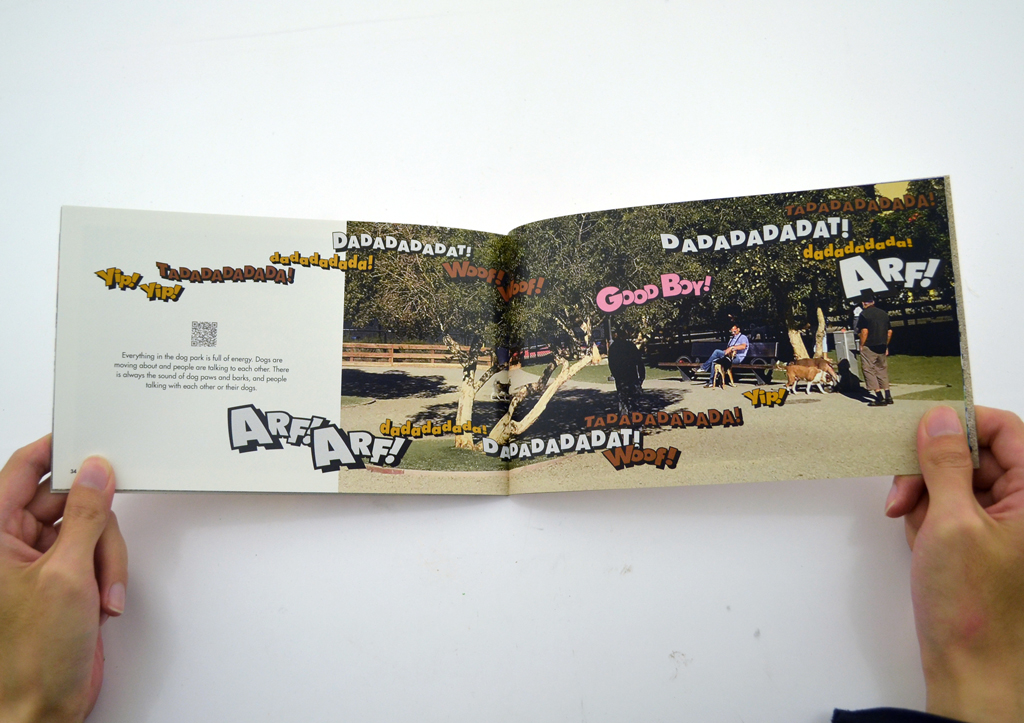 Yip!
Yip!
TADADADADADA!
dadadadada!
DADADADADAT!
Woof!
Woof!
Everything in the dog park is full of energy. Dogs are
moving about and people are talking to each other. There
is always the sound of dog paws and barks, and people
talking with each other or their dogs.
ARF!
ARF!
dadadadada!
34
GOOD BOY!
DADADADADAT!
TADADADADADA!
dadadadada!
ARF!
Yip!
TADADADADADA!
DADADADADAT!
Woof!